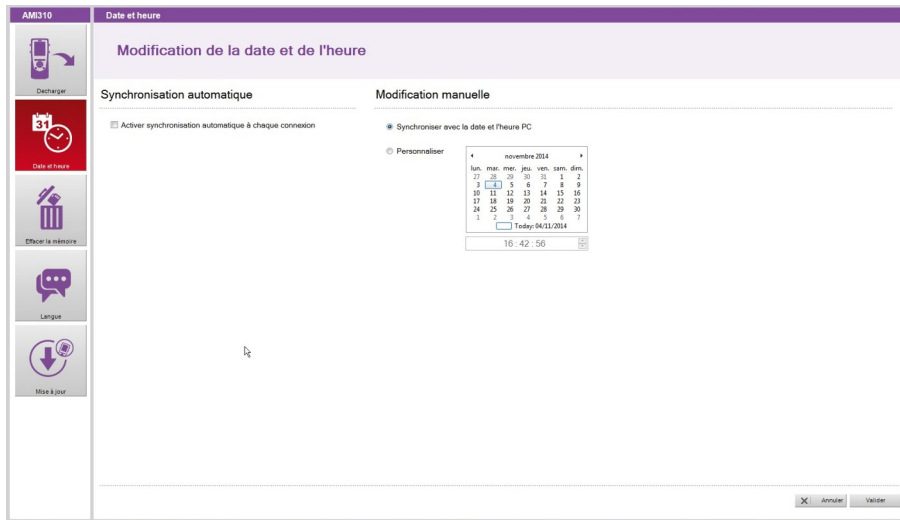 AMI310
Date et heure
Modification de la date et de l'heure
Décharger
Date et heure
Effacer la mémoire
Langue
Mise à jour
31
Synchronisation automatique
Activer synchronisation automatique à chaque connexion
Modification manuelle
Synchroniser avec la date et l'heure PC
Personnaliser
novembre 2014
lun. mar. mer. jeu. ven. sam. dim.
27 28 29 30 31 1 2
3 4 5 6 7 8 9
10 11 12 13 14 15 16
17 18 19 20 21 22 23
24 25 26 27 28 29 30
1 2 3 4 5 6 7
Today: 04/11/2014
16 : 42 : 56
Annuler
Valider